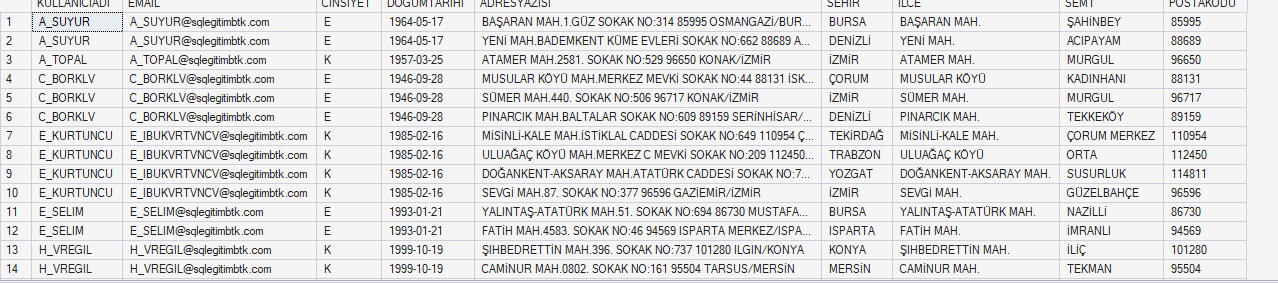 KULLANICIADI EMAIL CINSIYET DOGUMTARIHI ADRESYAZISI SEHIR ILCE SEMT POSTAKODU
1 A_SUYUR A_SUYUR@sqlegitimbtk.com E 1964-05-17 BAŞARAN MAH.1.GÜZ SOKAK NO:314 85995 OSMANGAZİ/BUR... BURSA BAŞARAN MAH. ŞAHİNBEY 85995
2 A_SUYUR A_SUYUR@sqlegitimbtk.com E 1964-05-17 YENİ MAH.BADEMKENT KÜME EVLERİ SOKAK NO:662 88689 A... DENİZLİ YENİ MAH. ACIPAYAM 88689
3 A_TOPAL A_TOPAL@sqlegitimbtk.com K 1957-03-25 ATAMER MAH.2581. SOKAK NO:529 96650 KONAK/İZMİR İZMİR ATAMER MAH. MURGUL 96650
4 C_BORKLV C_BORKLV@sqlegitimbtk.com E 1946-09-28 MUSULAR KÖYÜ MAH.MERKEZ MEVKİ SOKAK NO:44 88131 İSK... ÇORUM MUSULAR KÖYÜ KADINHANI 88131
5 C_BORKLV C_BORKLV@sqlegitimbtk.com E 1946-09-28 SÜMER MAH.440. SOKAK NO:506 96717 KONAK/İZMİR İZMİR SÜMER MAH. MURGUL 96717
6 C_BORKLV C_BORKLV@sqlegitimbtk.com E 1946-09-28 PINARCIK MAH.BALTALAR SOKAK NO:609 89159 SERİNHİSAR/... DENİZLİ PINARCIK MAH. TEKKEKÖY 89159
7 E_KURTUNCU E_IBUKVRTVNCV@sqlegitimbtk.com K 1985-02-16 MİSİNLİ-KALE MAH.İSTİKLAL CADDESİ SOKAK NO:649 110954 Ç... TEKİRDAĞ MİSİNLİ-KALE MAH. ÇORUM MERKEZ 110954
8 E_KURTUNCU E_IBUKVRTVNCV@sqlegitimbtk.com K 1985-02-16 ULUAĞAÇ KÖYÜ MAH.MERKEZ C MEVKİ SOKAK NO:209 112450... TRABZON ULUAĞAÇ KÖYÜ ORTA 112450
9 E_KURTUNCU E_IBUKVRTVNCV@sqlegitimbtk.com K 1985-02-16 DOĞANKENT-AKSARAY MAH.ATATÜRK CADDESİ SOKAK NO:7... YOZGAT DOĞANKENT-AKSARAY MAH. SUSURLUK 114811
10 E_KURTUNCU E_IBUKVRTVNCV@sqlegitimbtk.com K 1985-02-16 SEVGİ MAH.87. SOKAK NO:377 96596 GAZİEMİR/İZMİR İZMİR SEVGİ MAH. GÜZELBAHÇE 96596
11 E_SELIM E_SELIM@sqlegitimbtk.com E 1993-01-21 YALINTAŞ-ATATÜRK MAH.51. SOKAK NO:694 86730 MUSTAFA... BURSA YALINTAŞ-ATATÜRK MAH. NAZİLLİ 86730
12 E_SELIM E_SELIM@sqlegitimbtk.com E 1993-01-21 FATİH MAH.4583. SOKAK NO:46 94569 ISPARTA MERKEZ/ISPA... ISPARTA FATİH MAH. İMRANLI 94569
13 H_VREGIL H_VREGIL@sqlegitimbtk.com K 1999-10-19 ŞIHBEDRETTİN MAH.396. SOKAK NO:737 101280 ILGIN/KONYA KONYA ŞIHBEDRETTİN MAH. İLİÇ 101280
14 H_VREGIL H_VREGIL@sqlegitimbtk.com K 1999-10-19 CAMİNUR MAH.0802. SOKAK NO:161 95504 TARSUS/MERSİN MERSİN CAMİNUR MAH. TEKMAN 95504